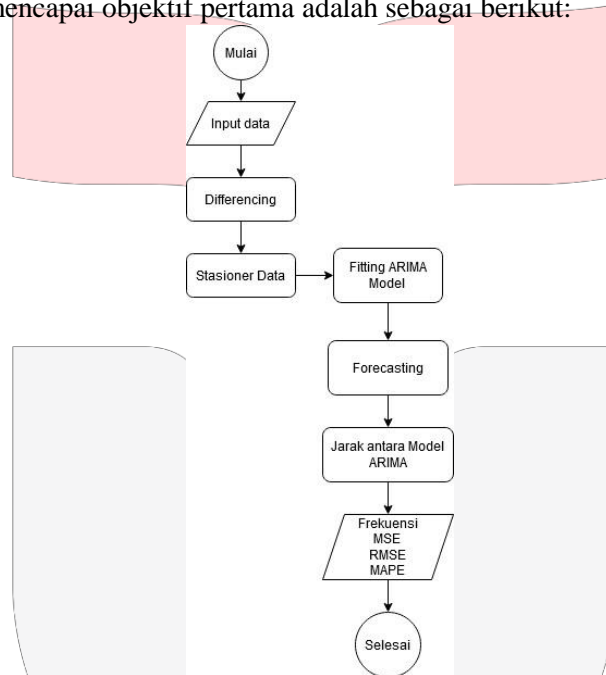 mencapai objektif pertama adalah sebagai berikut:
Mulai
Input data
Differencing
Stasioner Data
Fitting ARIMA
Model
Forecasting
Jarak antara Model
ARIMA
Frekuensi
MSE
RMSE
MAPE
Selesai